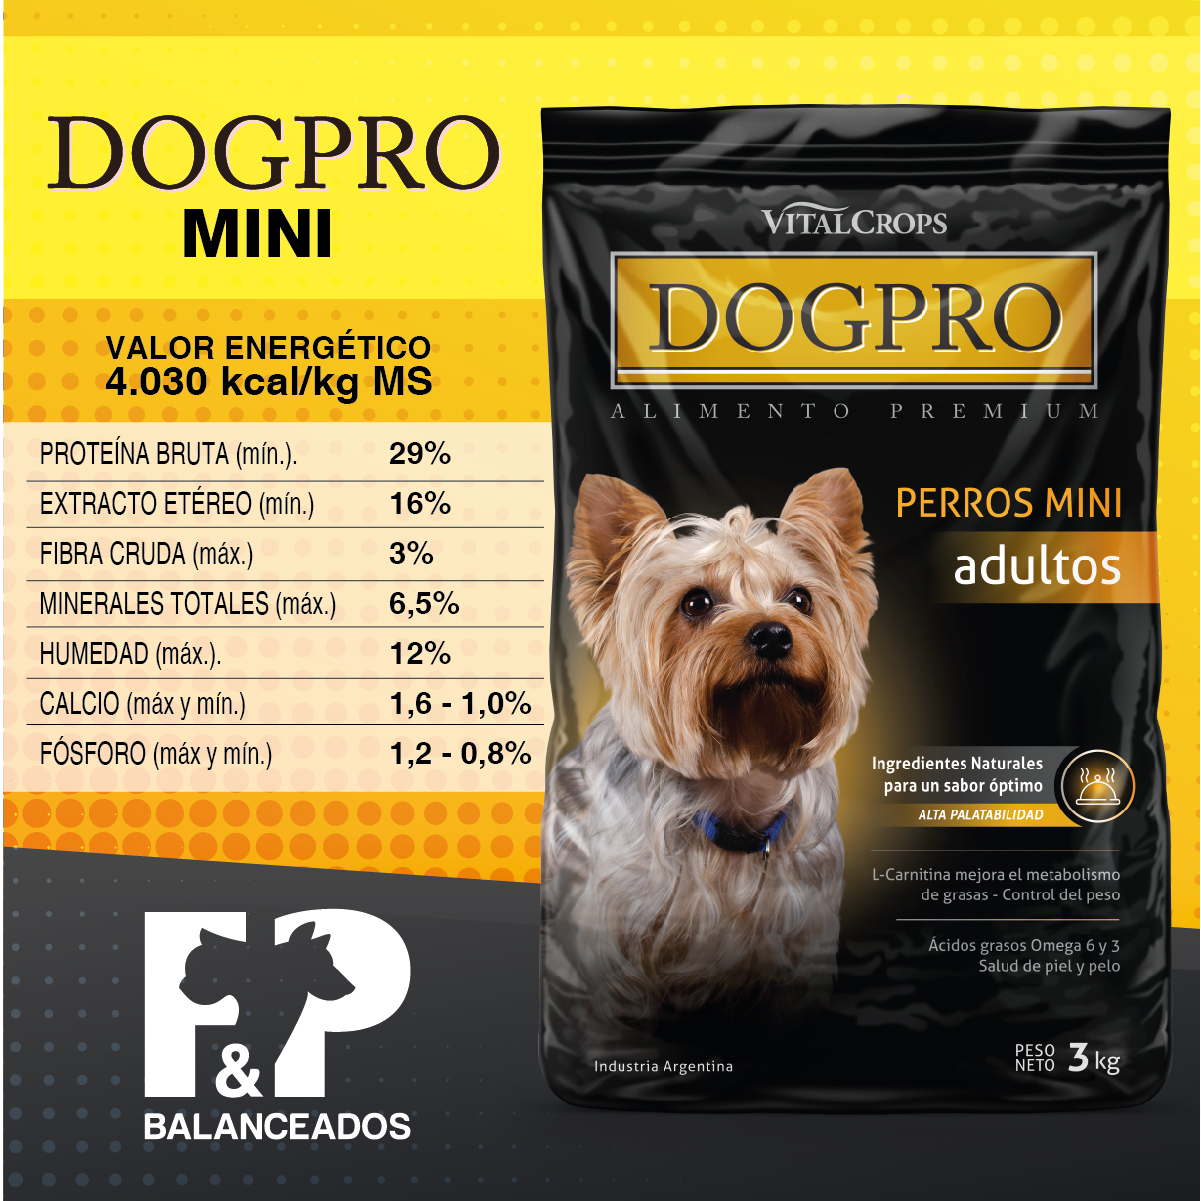 DOGPRO
MINI
VALOR ENERGÉTICO
4.030 kcal/kg MS
PROTEÍNA BRUTA (mín.). 29%
EXTRACTO ETÉREO (mín.) 16%
FIBRA CRUDA (máx.) 3%
MINERALES TOTALES (máx.) 6,5%
HUMEDAD (máx.). 12%
CALCIO (máx y mín.) 1,6 - 1,0%
FÓSFORO (máx y mín.) 1,2 - 0,8%
F&P
BALANCEADOS
VITALCROPS
DOGPRO
ALIMENTO PREMIUM
PERROS MINI
adultos
Ingredientes Naturales
para un sabor óptimo
ALTA PALATABILIDAD
L-Carnitina mejora el metabolismo
de grasas - Control del peso
Ácidos grasos Omega 6 y 3
Salud de piel y pelo
Industria Argentina
PESO
NETO 3 kg